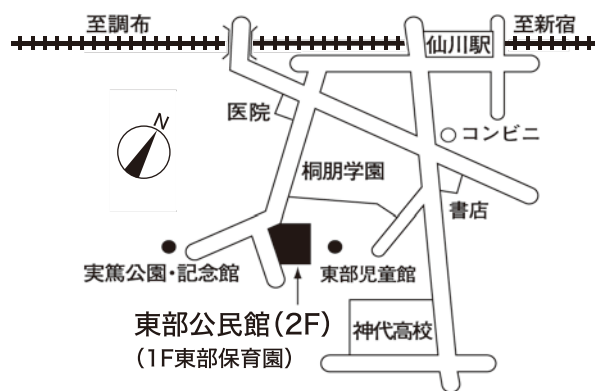 至調布
至新宿
仙川駅
医院
N
コンビニ
桐朋学園
書店
実篤公園・記念館
東部児童館
東部公民館（2F）
（1F東部保育園）
神代高校